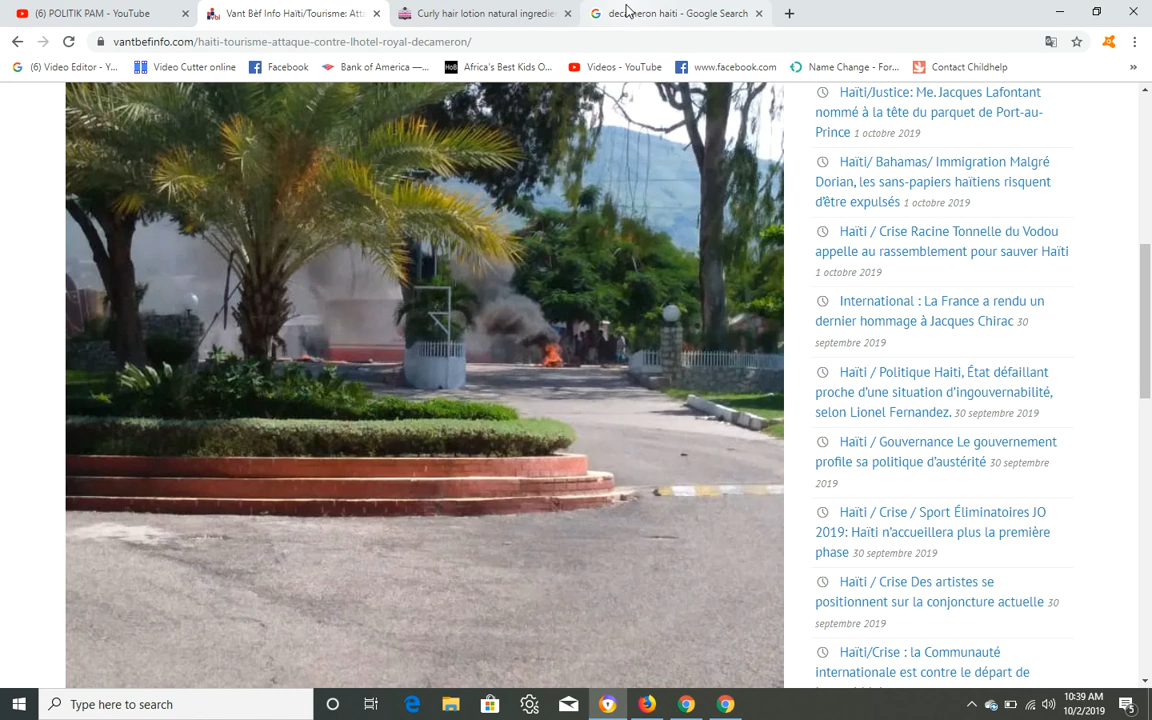 (6) POLITIK PAM - YouTube
Vant Bèf Info Haïti/Tourisme: Atta
Curly hair lotion natural ingredie
decameron haiti - Google Search
vantbefinfo.com/haiti-tourisme-attaque-contre-lhotel-royal-decameron/
(6) Video Editor - Y...
Video Cutter online
Facebook
Bank of America —...
HoB
Africa's Best Kids O...
Videos - YouTube
www.facebook.com
Name Change - For...
Contact Childhelp
»
Haïti/Justice: Me. Jacques Lafontant
nommé à la tête du parquet de Port-au-
Prince 1 octobre 2019
Haïti/ Bahamas/ Immigration Malgré
Dorian, les sans-papiers haïtiens risquent
d'être expulsés 1 octobre 2019
Haïti / Crise Racine Tonnelle du Vodou
appelle au rassemblement pour sauver Haïti
1 octobre 2019
International : La France a rendu un
dernier hommage à Jacques Chirac 30
septembre 2019
Haïti / Politique Haiti, État défaillant
proche d'une situation d'ingouvernabilité,
selon Lionel Fernandez. 30 septembre 2019
Haïti / Gouvernance Le gouvernement
profile sa politique d'austérité 30 septembre
2019
Haïti / Crise / Sport Éliminatoires JO
2019: Haïti n'accueillera plus la première
phase 30 septembre 2019
Haïti / Crise Des artistes se
positionnent sur la conjoncture actuelle 30
septembre 2019
Haïti/Crise : la Communauté
internationale est contre le départ de
Type here to search
10:39 AM
10/2/2019
5